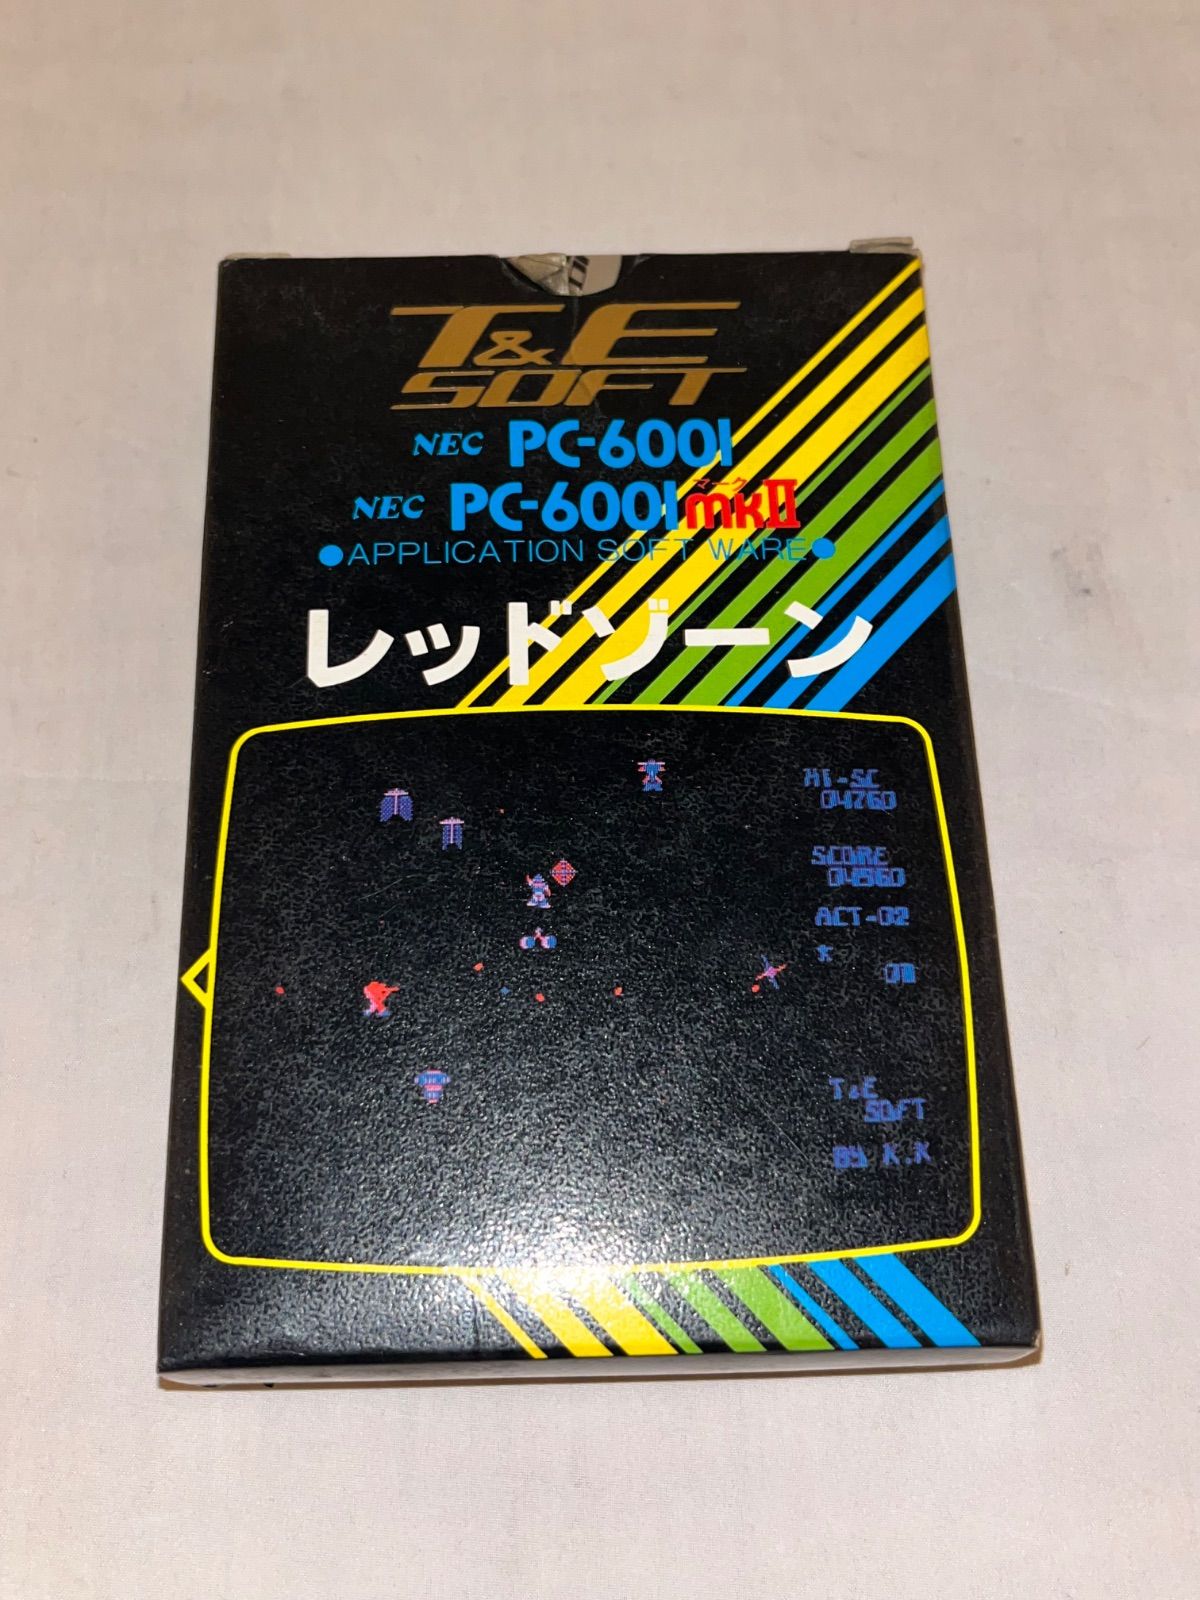 T&E
SOFT
NEC PC-6001
マーク
NEC PC-6001mkII
●APPLICATION SOFT WARE●
レッドゾーン
HI-SC
04760
SCORE
04560
ACT-02
T&E
SOFT
BY K.K